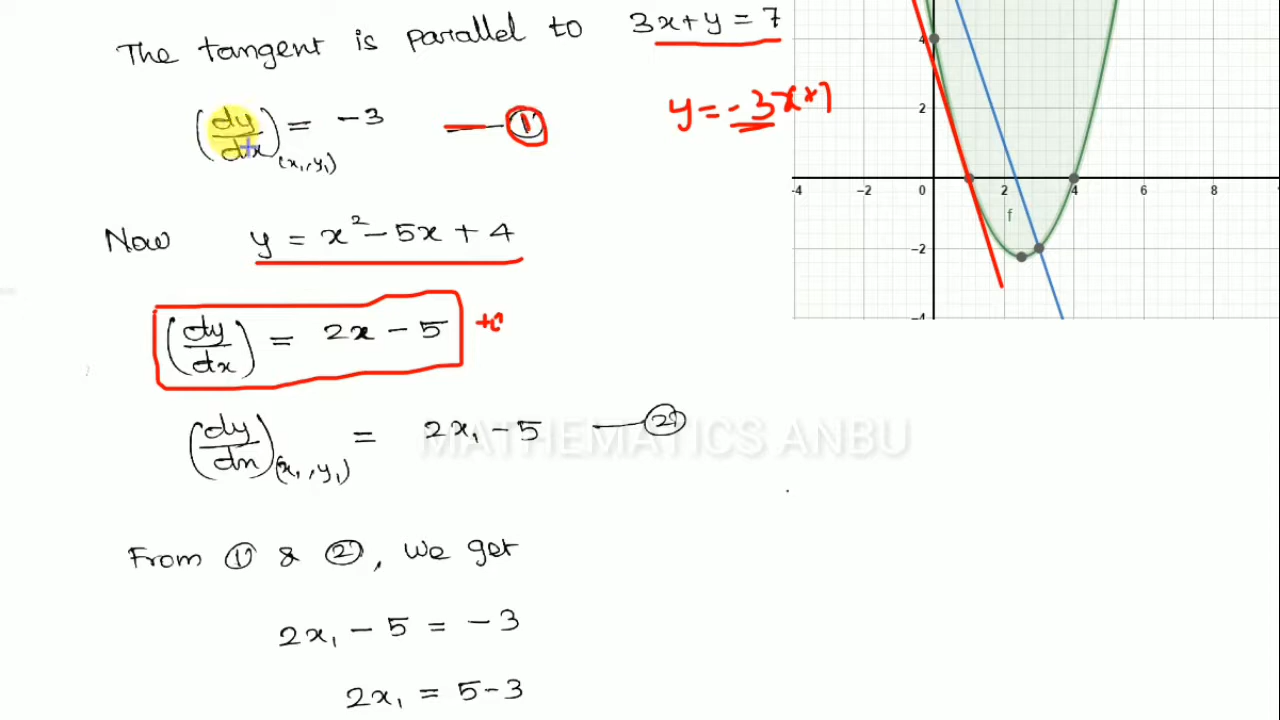 The tangent is parallel to 3x+y = 7
(dy/dx)(x₁,y₁) = -3 — ①
y = -3x+7
Now y = x² - 5x + 4
(dy/dx) = 2x - 5
(dy/dn)(x₁,y₁) = 2x₁ - 5 — ②
MATHEMATICS ANBU
From ① & ②, we get
2x₁ - 5 = -3
2x₁ = 5-3
4
2
-4 -2 0 2 4 6 8
f
-2
-4